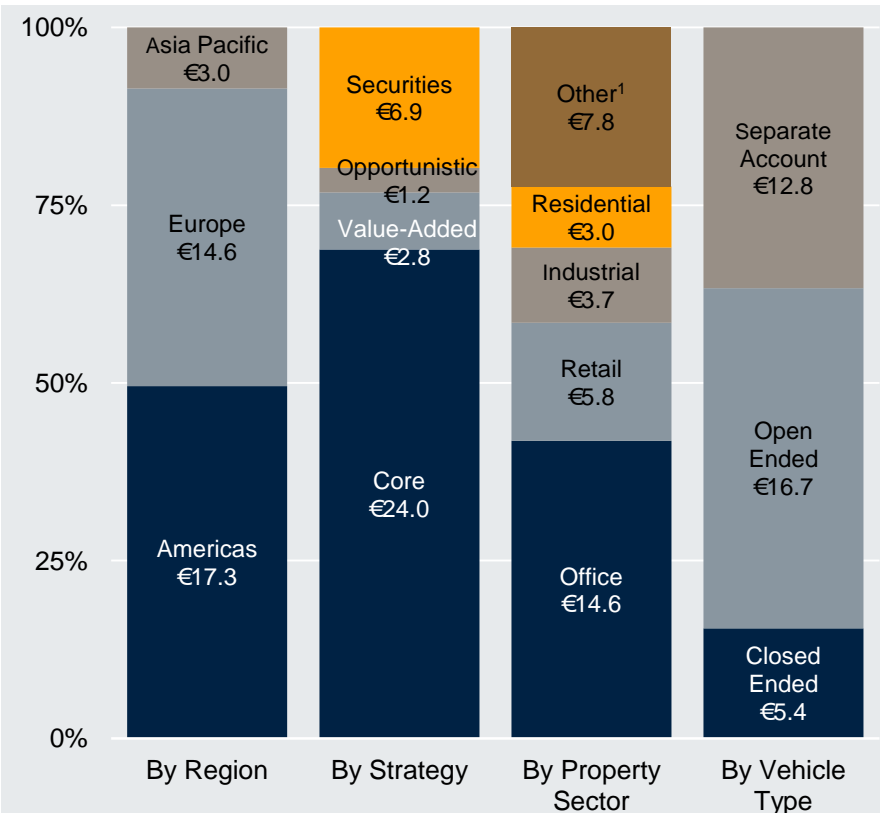 100%
75%
50%
25%
0%
Asia Pacific
€3.0
Europe
€14.6
Americas
€17.3
By Region
Securities
€6.9
Opportunistic
€1.2
Value-Added
€2.8
Core
€24.0
By Strategy
Other¹
€7.8
Residential
€3.0
Industrial
€3.7
Retail
€5.8
Office
€14.6
By Property
Sector
Separate
Account
€12.8
Open
Ended
€16.7
Closed
Ended
€5.4
By Vehicle
Type